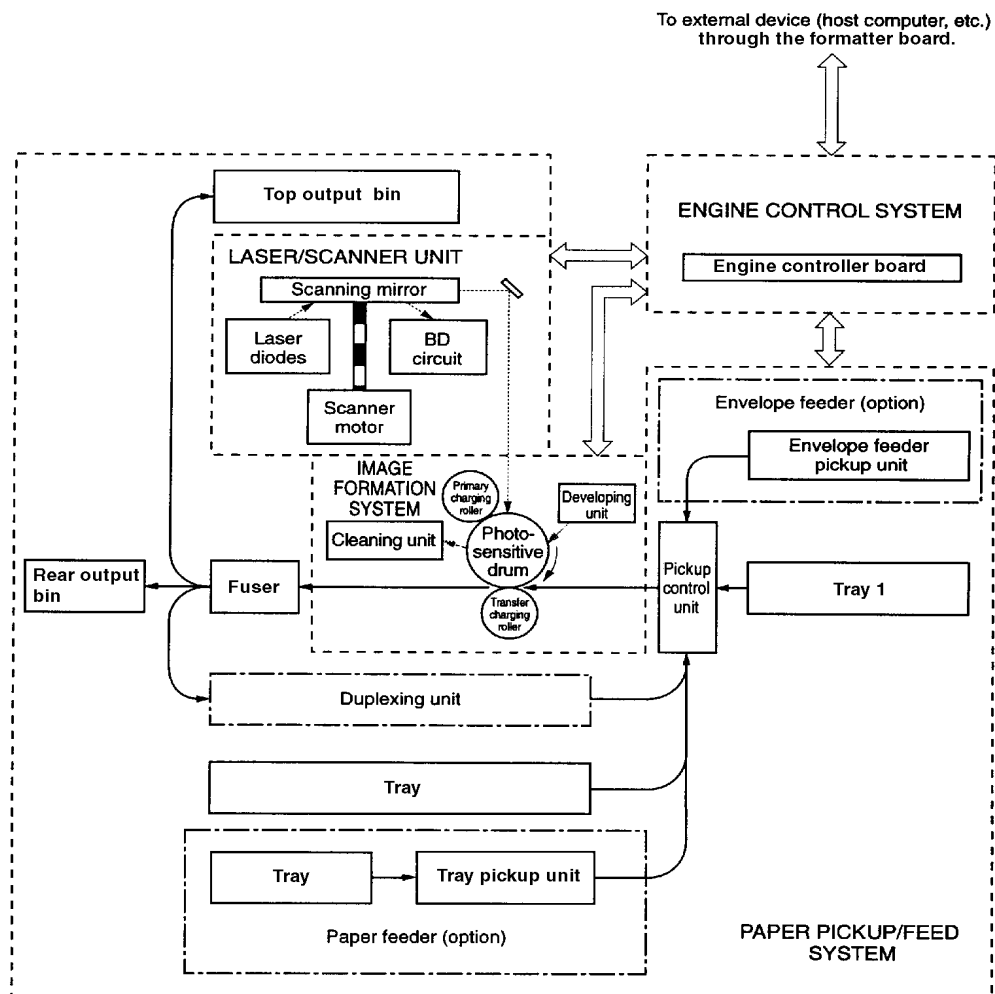 To external device (host computer, etc.)
through the formatter board.
Top output bin
ENGINE CONTROL SYSTEM
Engine controller board
LASER/SCANNER UNIT
Scanning mirror
Laser
diodes
BD
circuit
Scanner
motor
Envelope feeder (option)
Envelope feeder
pickup unit
IMAGE
FORMATION
SYSTEM
Primary
charging
roller
Developing
unit
Cleaning unit
Photo-
sensitive
drum
Transfer
charging
roller
Rear output
bin
Fuser
Pickup
control
unit
Tray 1
Duplexing unit
Tray
Tray
Tray pickup unit
Paper feeder (option)
PAPER PICKUP/FEED
SYSTEM